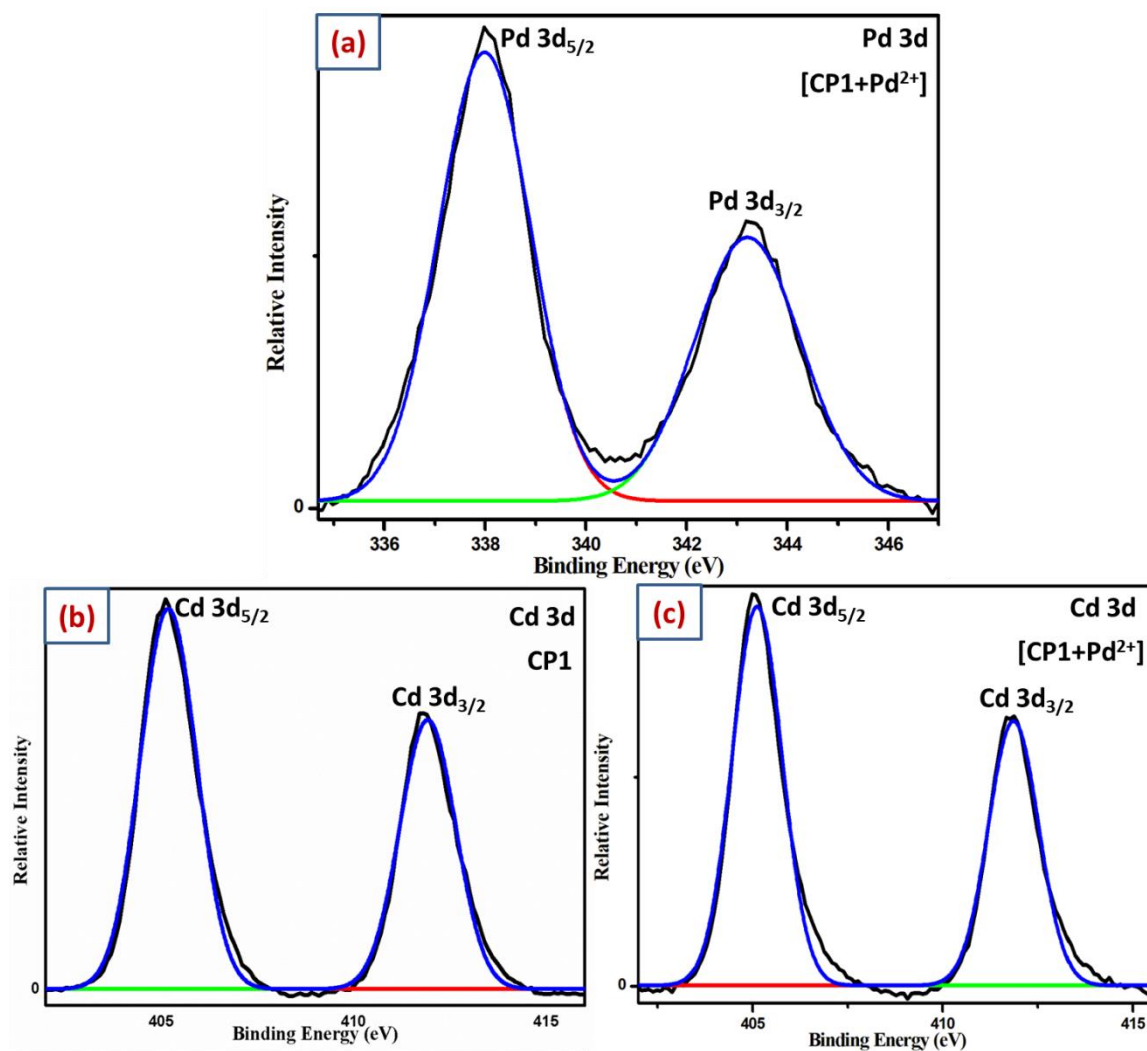 (a)
Pd 3d₅/₂
Pd 3d
[CP1+Pd²⁺]
Pd 3d₃/₂
Relative Intensity
0
336 338 340 342 344 346
Binding Energy (eV)
(b)
Cd 3d₅/₂
Cd 3d
CP1
Cd 3d₃/₂
Relative Intensity
0
405 410 415
Binding Energy (eV)
(c)
Cd 3d₅/₂
Cd 3d
[CP1+Pd²⁺]
Cd 3d₃/₂
Relative Intensity
0
405 410 415
Binding Energy (eV)